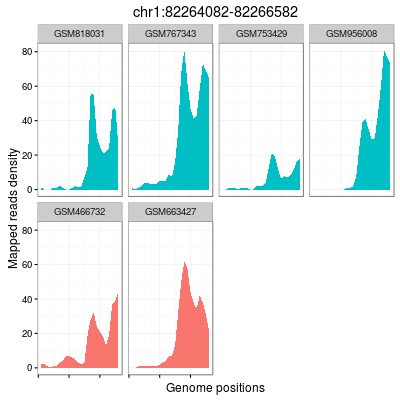 chr1:82264082-82266582
GSM818031 GSM767343 GSM753429 GSM956008
80
60
40
20
0
Mapped reads density
GSM466732 GSM663427
80
60
40
20
0
Genome positions